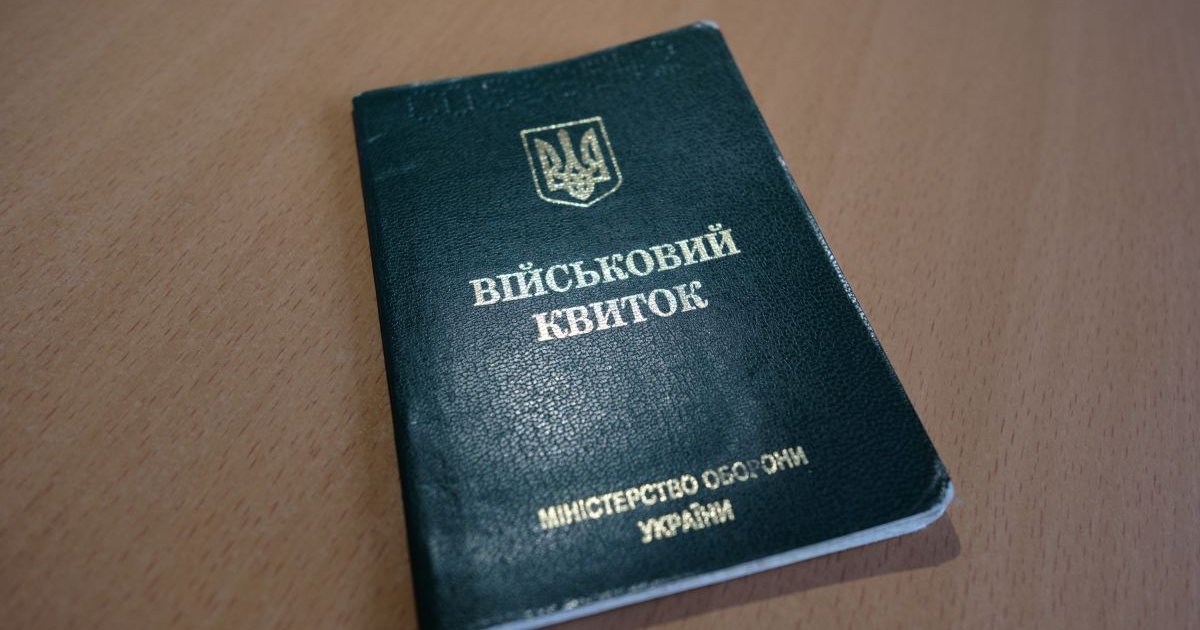 ВІЙСЬКОВИЙ
КВИТОК
МІНІСТЕРСТВО ОБОРОНИ
УКРАЇНИ